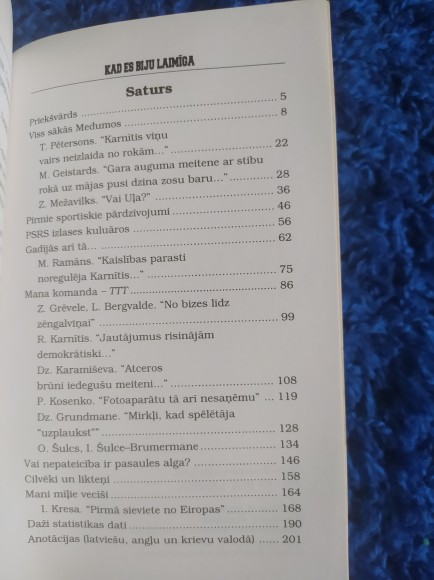 KAD ES BIJU LAIMĪGA
Saturs
Priekšvārds ........ 5
Viss sākās Medumos ........ 8
T. Pētersons. "Karnītis viņu
vairs neizlaida no rokām..." ........ 22
M. Geistards. "Gara auguma meitene ar stibu
rokā uz mājas pusi dzina zosu baru..." ........ 28
Z. Mežavilks. "Vai Uļa?" ........ 36
Pirmie sportiskie pārdzīvojumi ........ 46
PSRS izlases kuluāros ........ 56
Gadījās arī tā... ........ 62
M. Ramāns. "Kaislības parasti
noregulēja Karnītis..." ........ 75
Mana komanda – TTT ........ 86
Z. Grēvele, L. Bergvalde. "No bizes līdz
zēngalviņai" ........ 99
R. Karnītis. "Jautājumus risinājām
demokrātiski..."
Dz. Karamiševa. "Atceros
brūni iedegušu meiteni..." ........ 108
P. Kosenko. "Fotoaparātu tā arī nesaņēmu" ... 119
Dz. Grundmane. "Mirkļi, kad spēlētāja
"uzplaukst"" ........ 128
O. Šulcs, I. Šulce–Brumermane ........ 134
Vai nepateicība ir pasaules alga? ........ 146
Cilvēki un likteņi ........ 158
Mani mīļie vecīši ........ 164
I. Kresa. "Pirmā sieviete no Eiropas" ........ 168
Daži statistikas dati ........ 190
Anotācijas (latviešu, angļu un krievu valodā) ...... 201